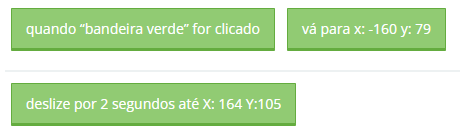 quando “bandeira verde” for clicado
vá para x: -160 y: 79
deslize por 2 segundos até X: 164 Y:105